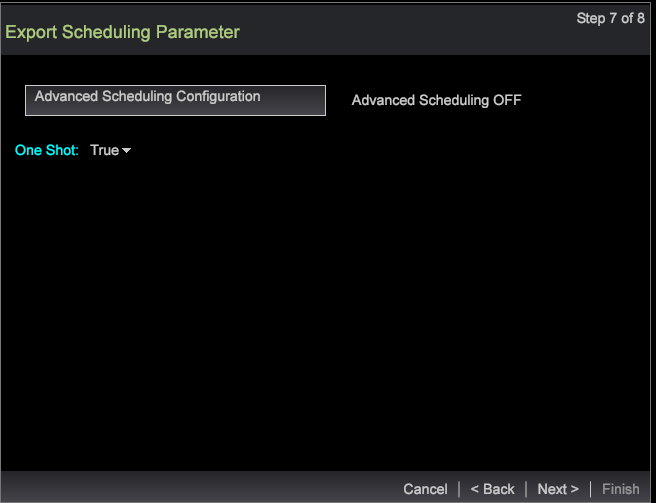 Step 7 of 8
Export Scheduling Parameter
Advanced Scheduling Configuration
Advanced Scheduling OFF
One Shot: True
Cancel | < Back | Next > | Finish